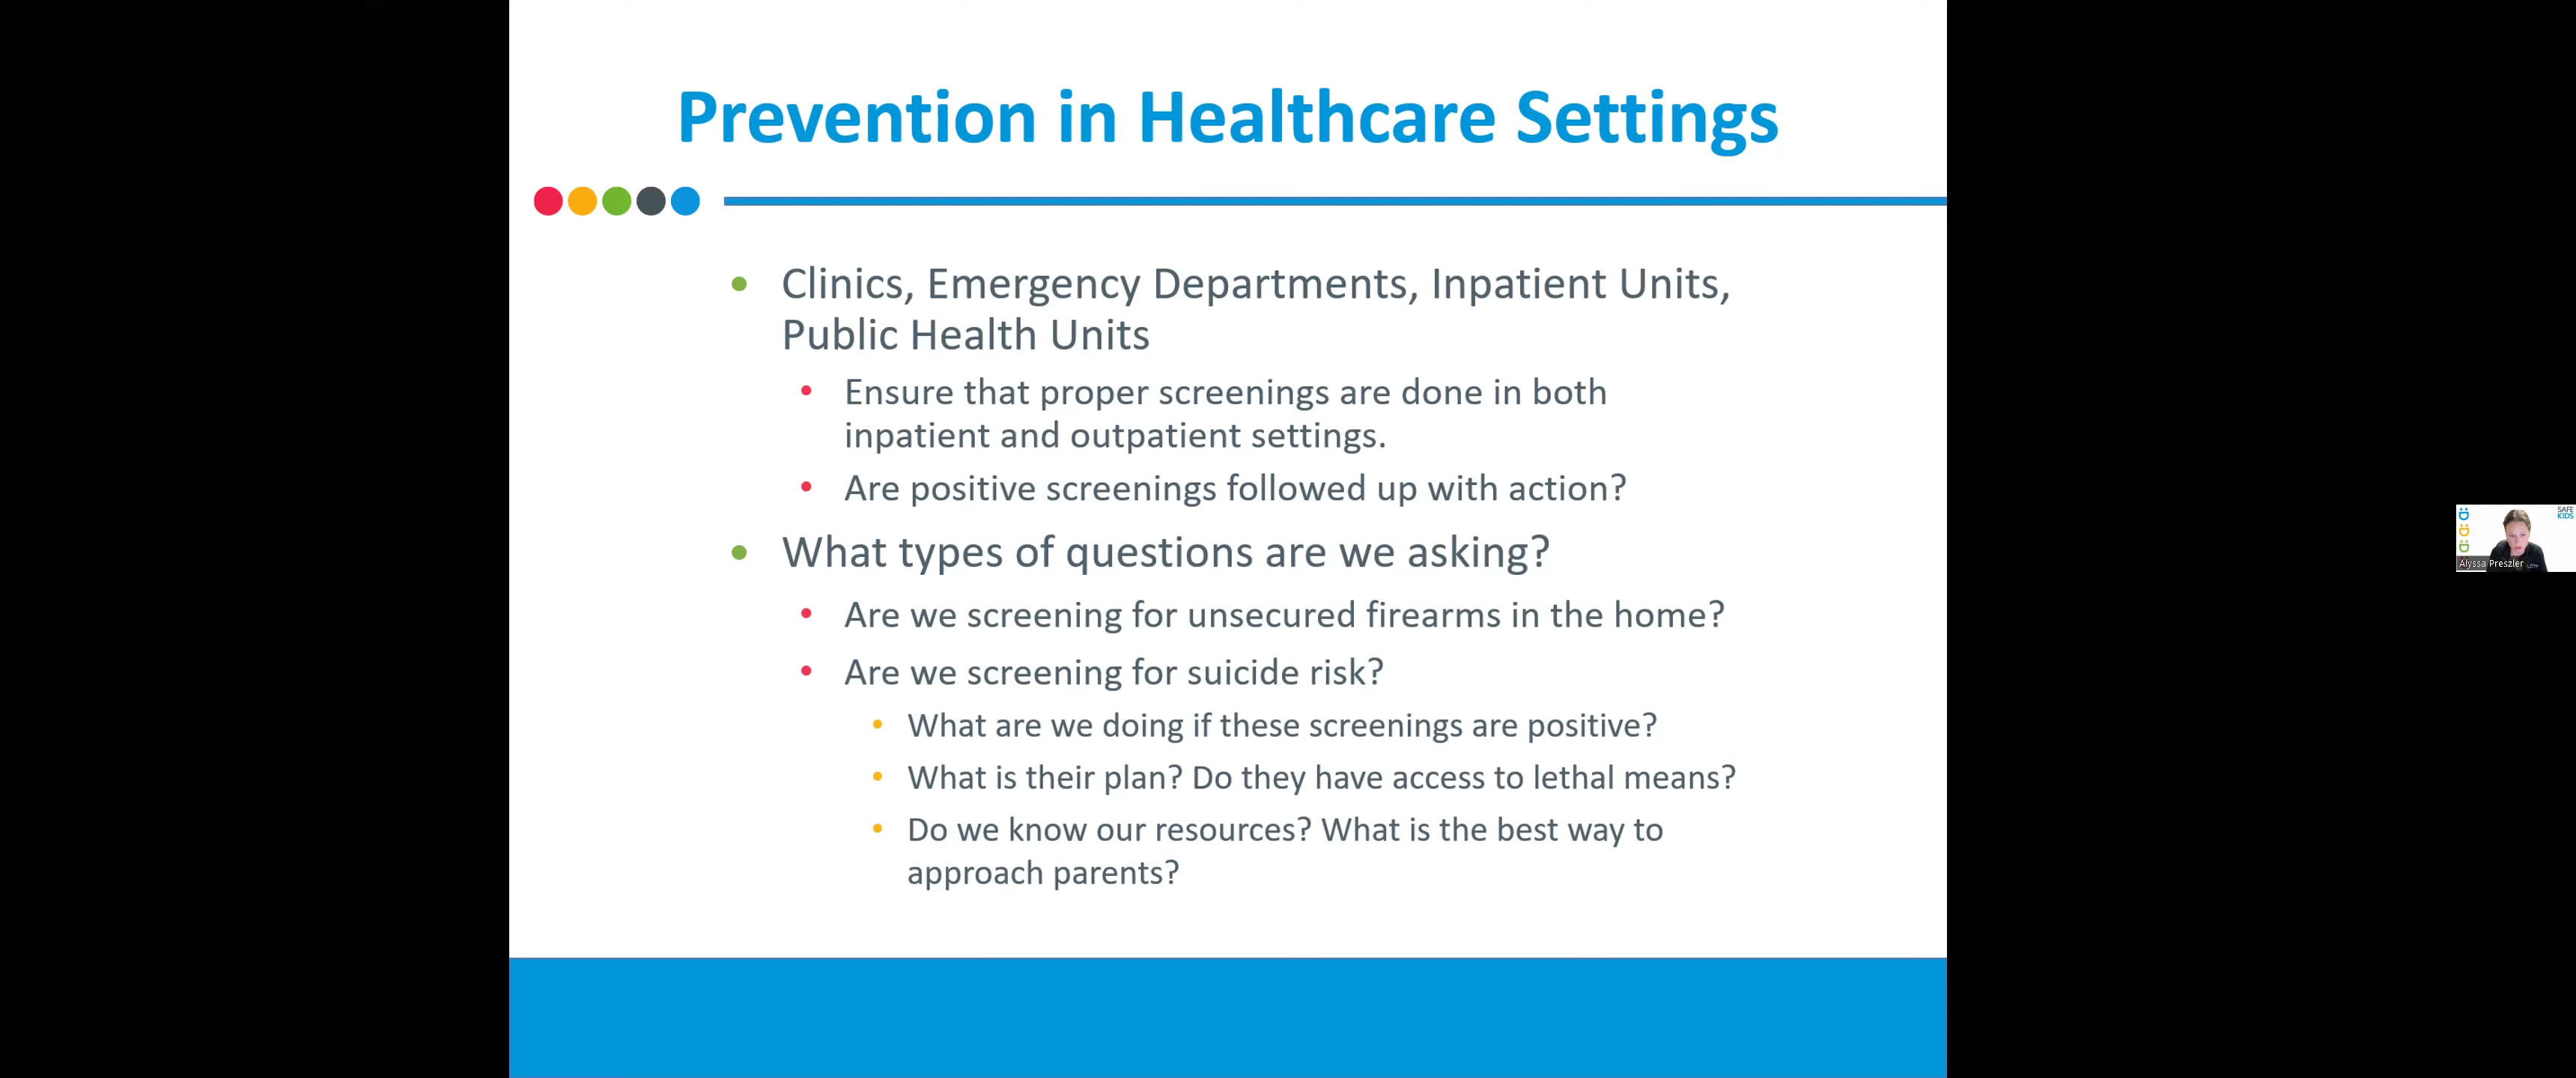 Prevention in Healthcare Settings
Clinics, Emergency Departments, Inpatient Units,
Public Health Units
Ensure that proper screenings are done in both
inpatient and outpatient settings.
Are positive screenings followed up with action?
What types of questions are we asking?
Are we screening for unsecured firearms in the home?
Are we screening for suicide risk?
What are we doing if these screenings are positive?
What is their plan? Do they have access to lethal means?
Do we know our resources? What is the best way to
approach parents?
:D :D :D
SAFE
KIDS
Alyssa Preszler